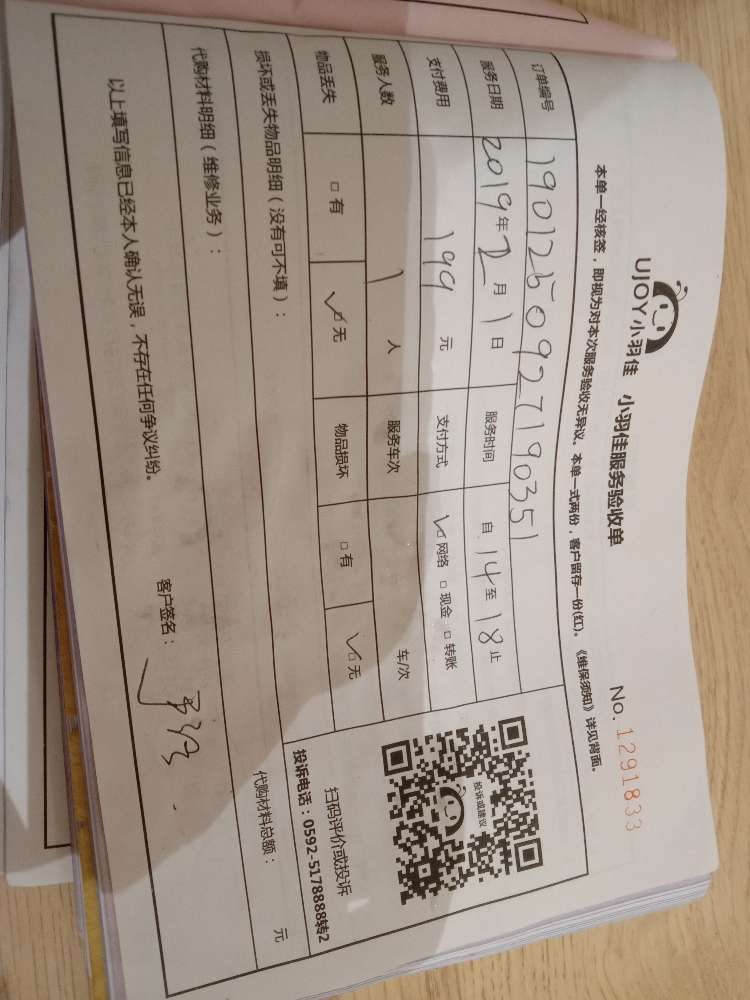 UJOY小羽佳 小羽佳服务验收单 No. 1291833
本单一经核签，即视为对本次服务验收无异议。本单一式两份，客户留存一份(红)。《维保须知》详见背面。
订单编号 1901260927190351
服务日期 2019年2月1日 服务时间 自14至18止
支付费用 199元 支付方式 ☑网络 □现金 □转账
服务人数 1人 服务车次 车/次
物品丢失 □有 ☑无 物品损坏 □有 ☑无
投诉或建议
扫码评价或投诉
投诉电话：0592-5178888转2
损坏或丢失物品明细（没有可不填）：
代购材料明细（维修业务）： 代购材料总额： 元
以上填写信息已经本人确认无误，不存在任何争议纠纷。
客户签名：